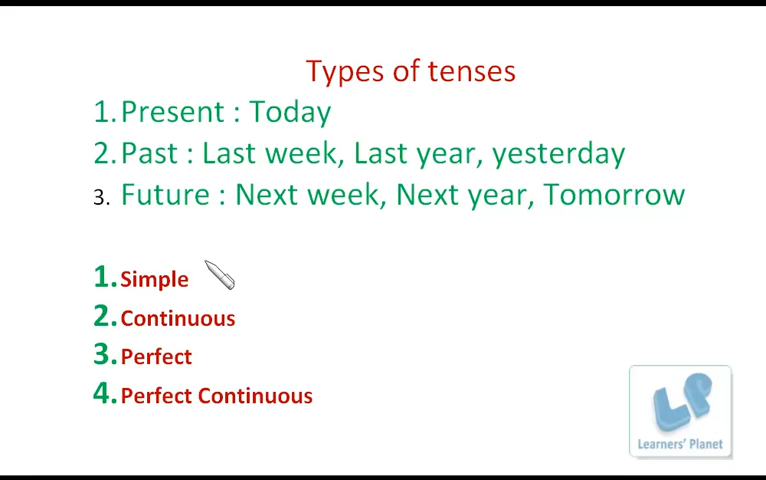 Types of tenses
1. Present : Today
2. Past : Last week, Last year, yesterday
3. Future : Next week, Next year, Tomorrow
1. Simple
2. Continuous
3. Perfect
4. Perfect Continuous
LP
Learners' Planet